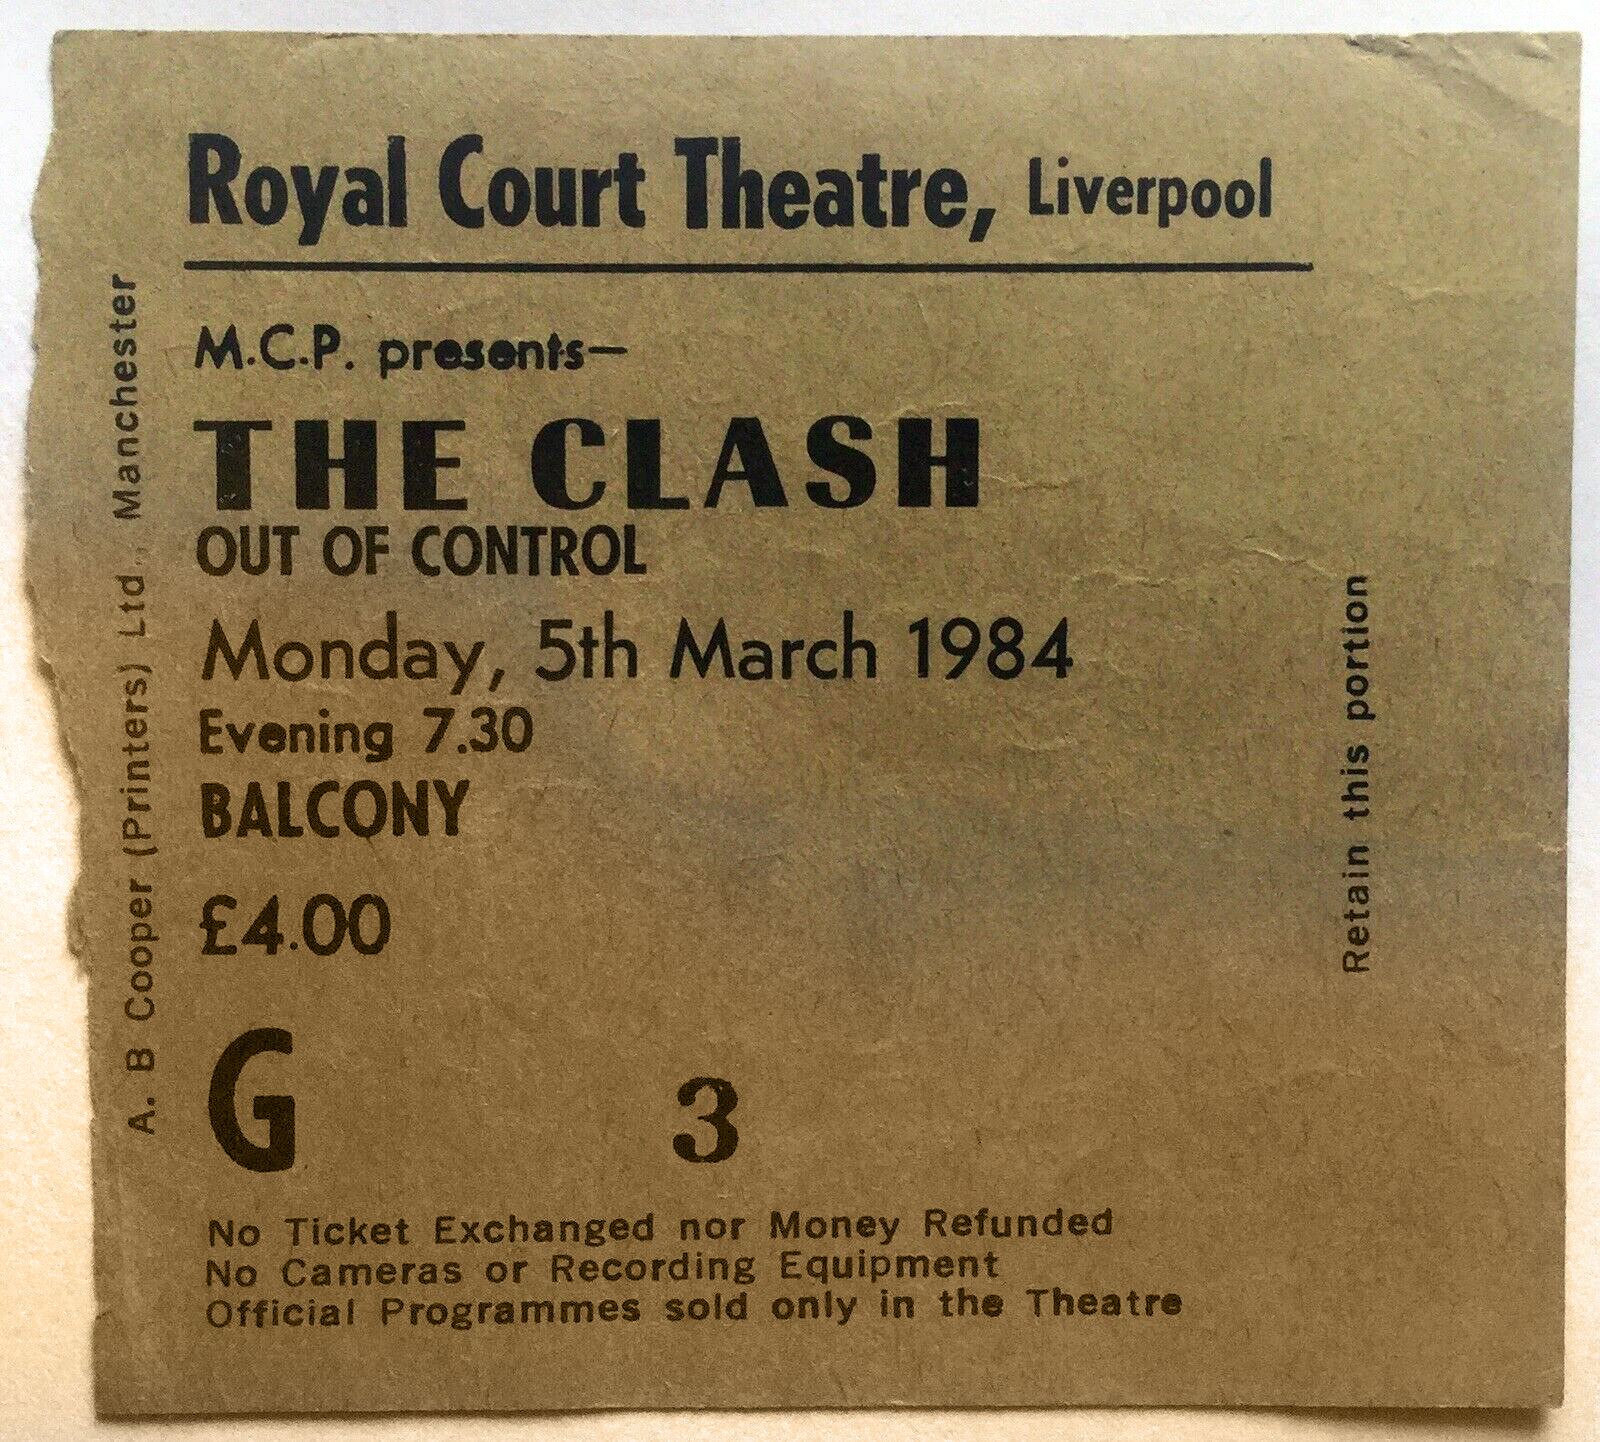 Royal Court Theatre, Liverpool
M.C.P. presents—
THE CLASH
OUT OF CONTROL
Monday, 5th March 1984
Evening 7.30
BALCONY
£4.00
G 3
No Ticket Exchanged nor Money Refunded
No Cameras or Recording Equipment
Official Programmes sold only in the Theatre
A. B Cooper (Printers) Ltd., Manchester
Retain this portion